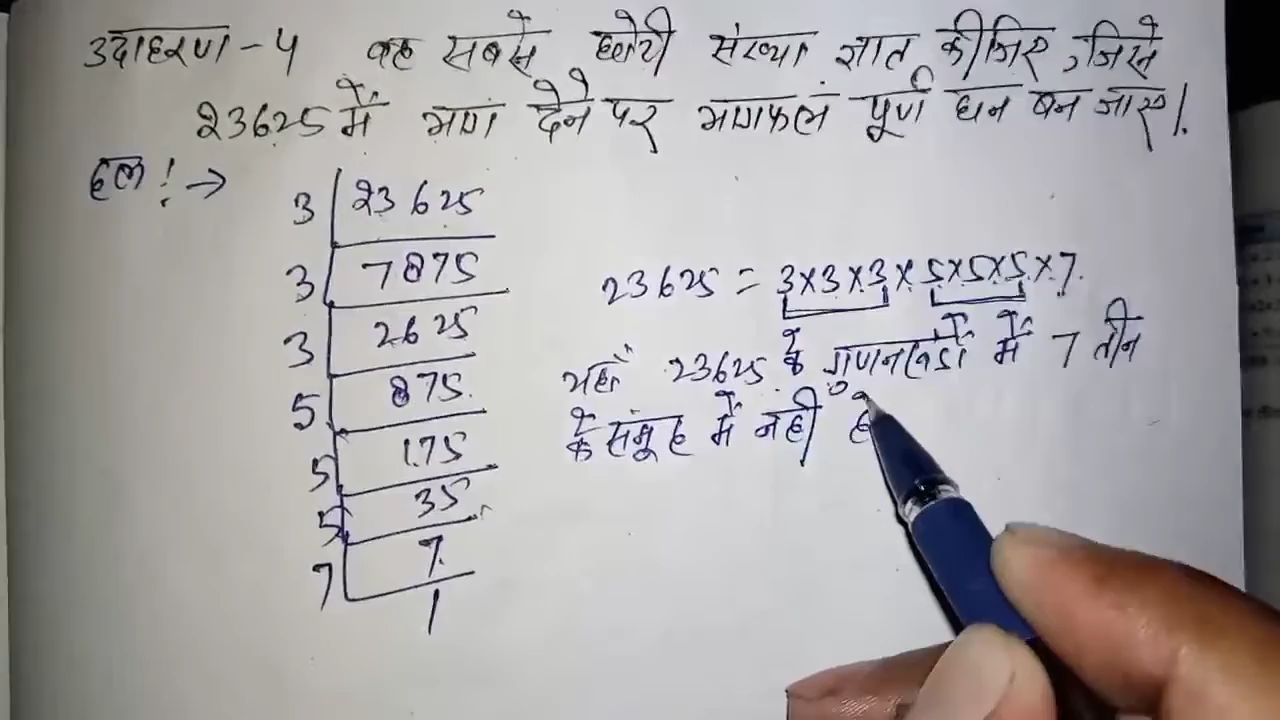 उदाहरण-4 वह सबसे छोटी संख्या ज्ञात कीजिए, जिसे
23625 में भाग देने पर भागफल पूर्ण घन बन जाए।
हल! →
3 | 23625
3 | 7875
3 | 2625
5 | 875
5 | 175
5 | 35
7 | 7
1
23625 = 3×3×3×5×5×5×7
यहाँ 23625 के गुणनखंडों में 7 तीन
के समूह में नहीं है